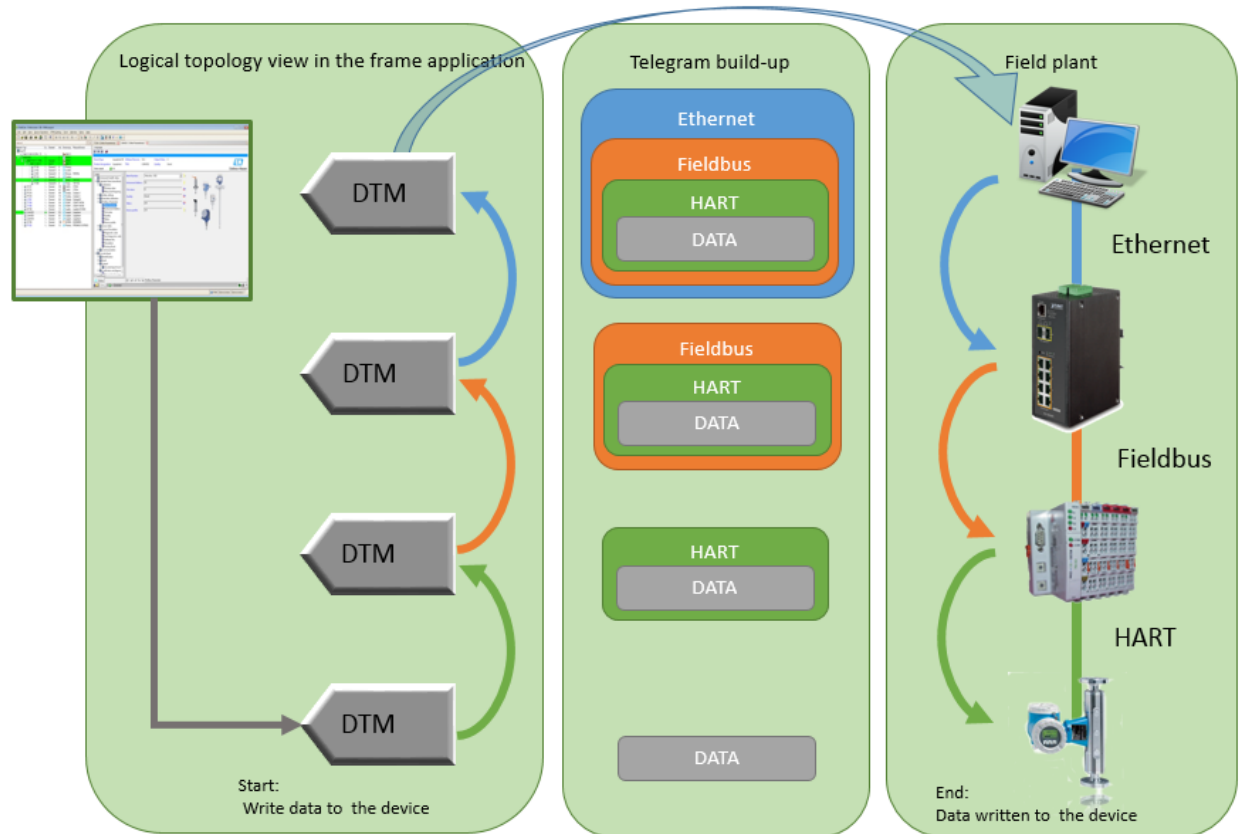 Logical topology view in the frame application
DTM
DTM
DTM
DTM
Start:
Write data to the device
Telegram build-up
Ethernet
Fieldbus
HART
DATA
Fieldbus
HART
DATA
HART
DATA
DATA
Field plant
Ethernet
Fieldbus
HART
End:
Data written to the device